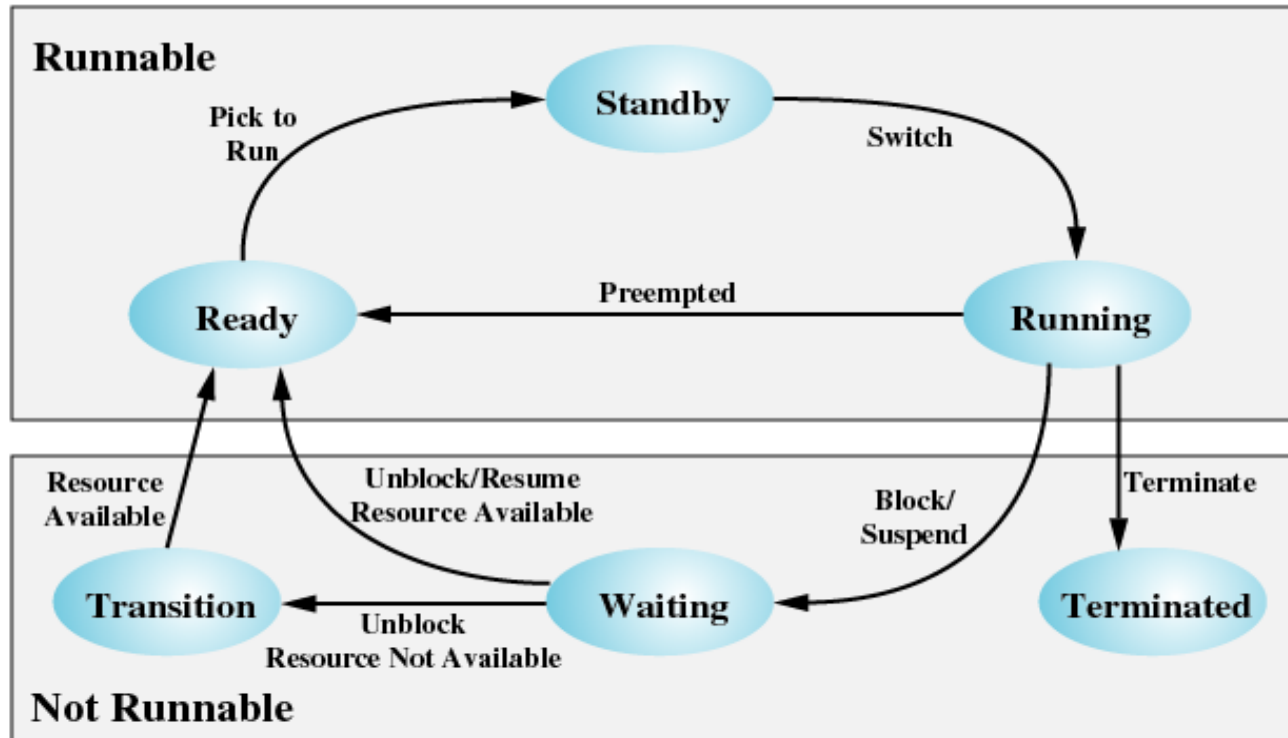 Runnable
Standby
Pick to
Run
Switch
Preempted
Ready
Running
Resource
Available
Unblock/Resume
Resource Available
Block/
Suspend
Terminate
Transition
Waiting
Terminated
Unblock
Resource Not Available
Not Runnable